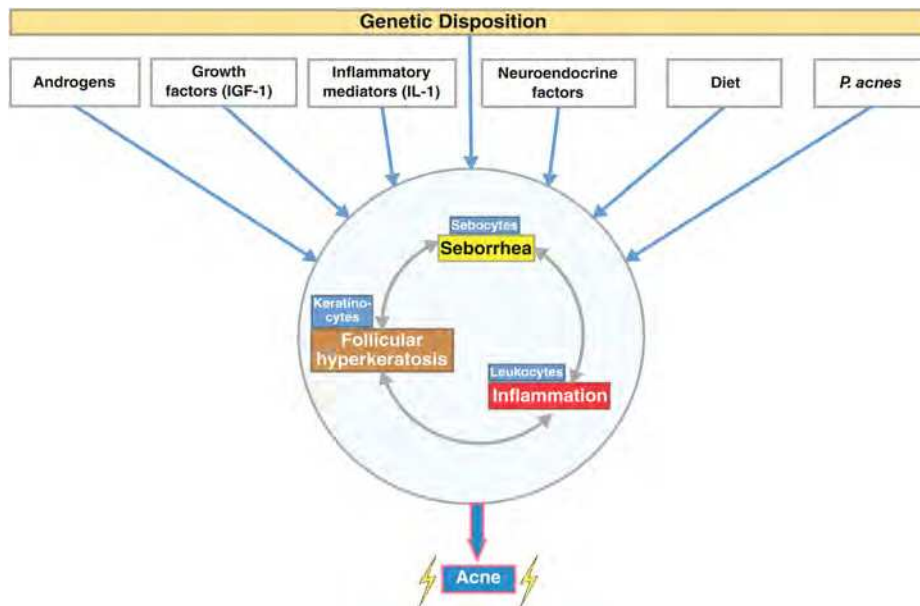 Genetic Disposition
Androgens
Growth
factors (IGF-1)
Inflammatory
mediators (IL-1)
Neuroendocrine
factors
Diet
P. acnes
Sebocytes
Seborrhea
Keratino-
cytes
Follicular
hyperkeratosis
Leukocytes
Inflammation
Acne